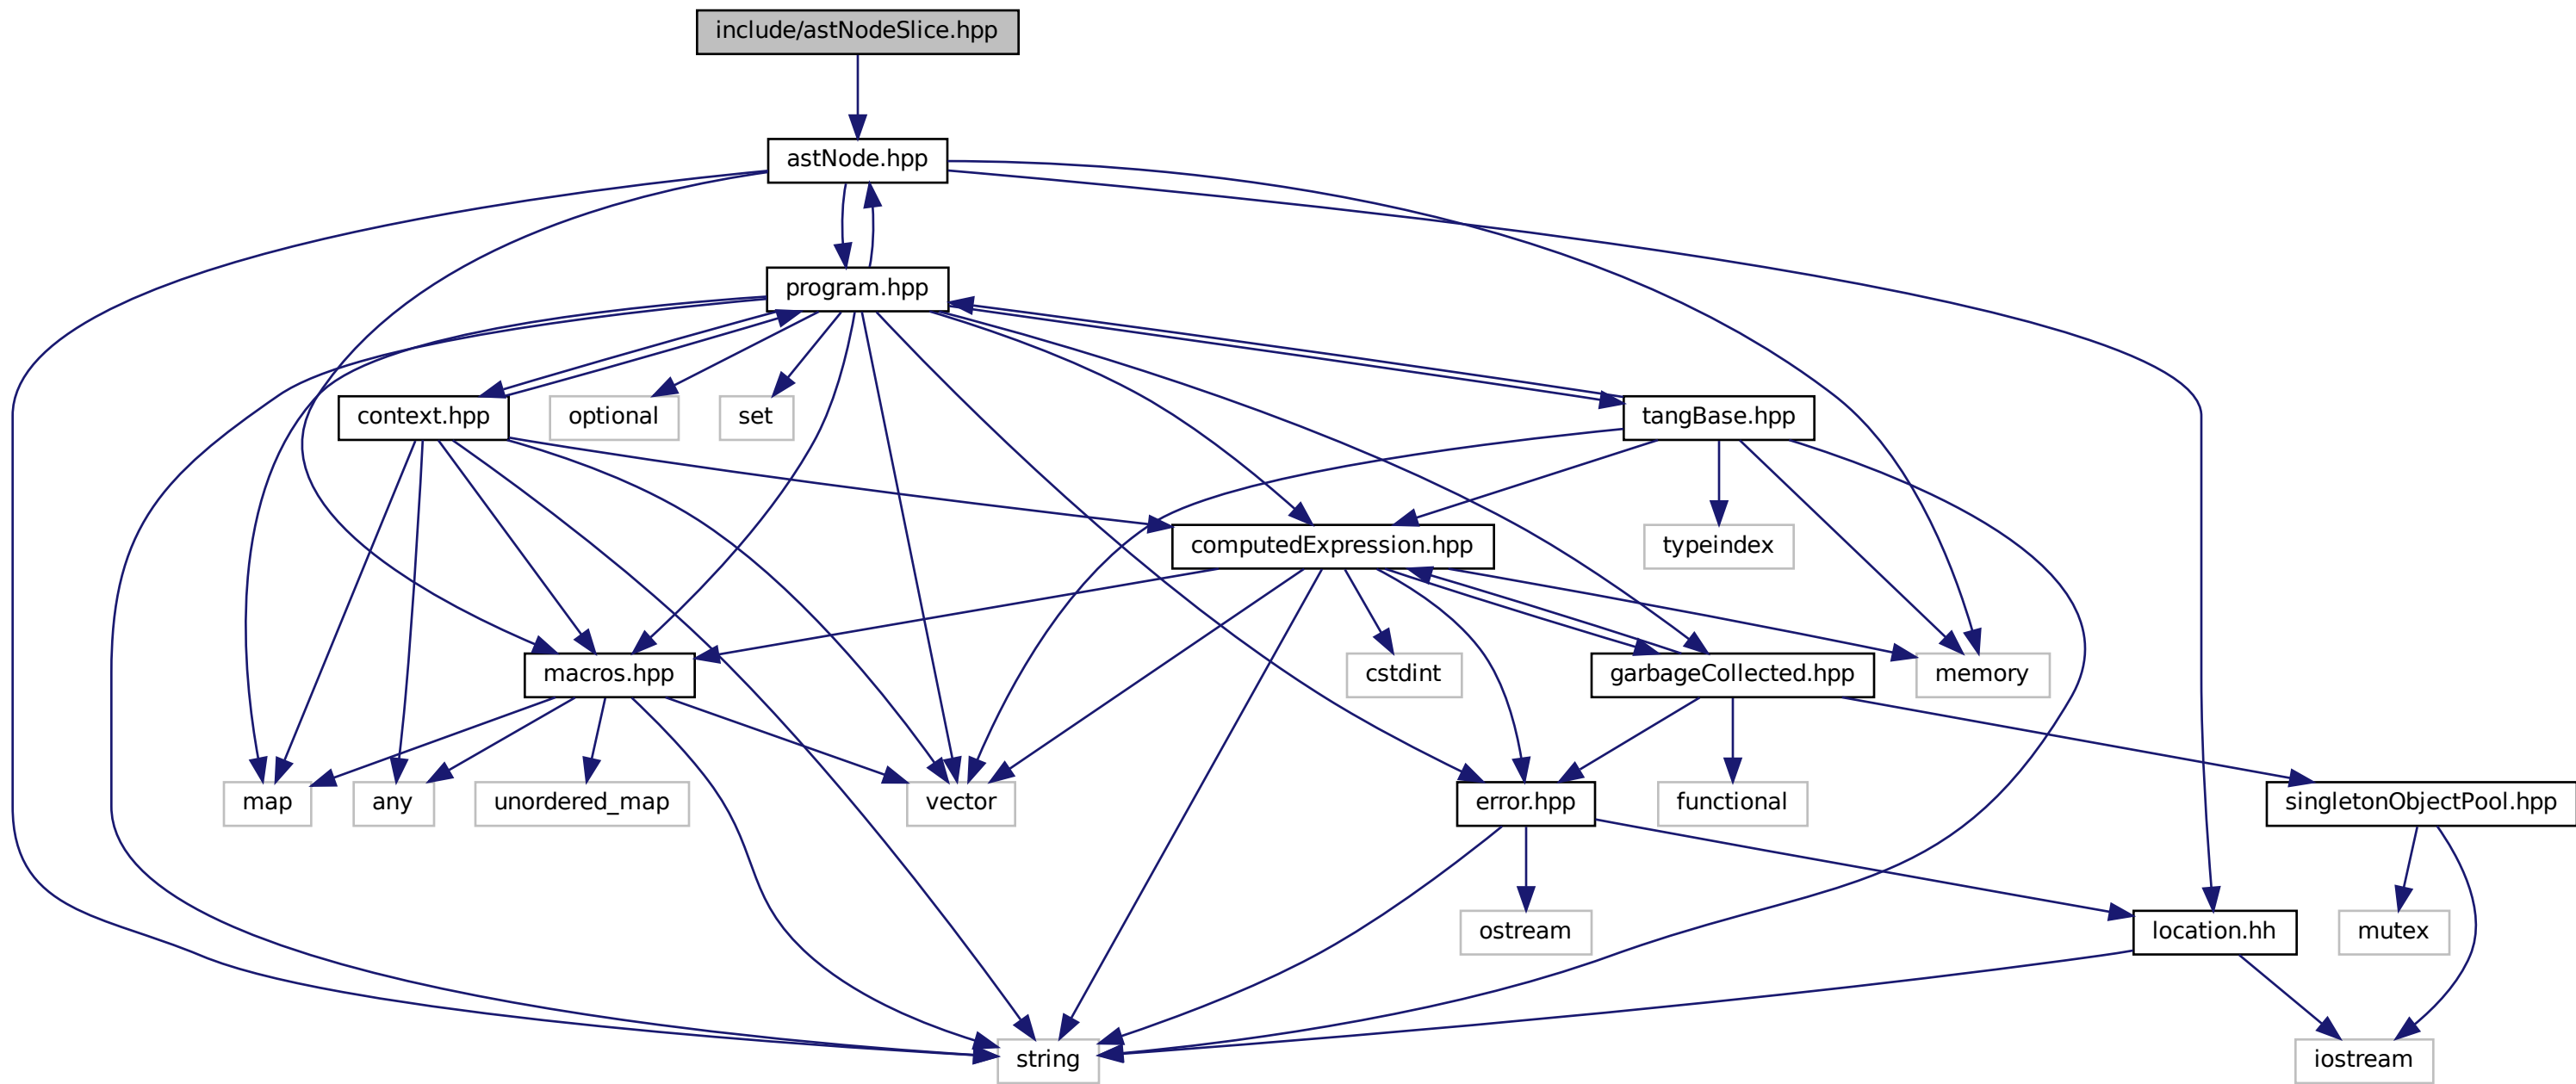 include/astNodeSlice.hpp
astNode.hpp
program.hpp
context.hpp
optional
set
tangBase.hpp
computedExpression.hpp
typeindex
macros.hpp
cstdint
garbageCollected.hpp
memory
map
any
unordered_map
vector
error.hpp
functional
singletonObjectPool.hpp
ostream
location.hh
mutex
string
iostream